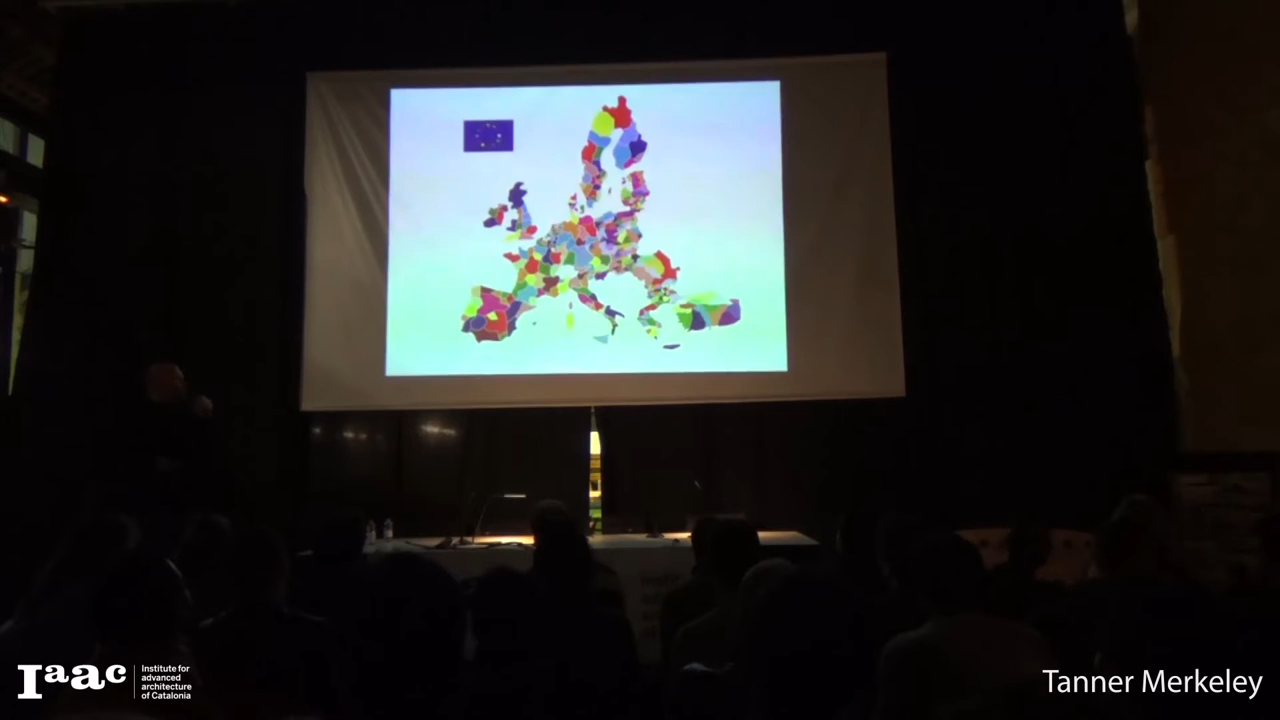 Iaac
Institute for
advanced
architecture
of Catalonia
Tanner Merkeley